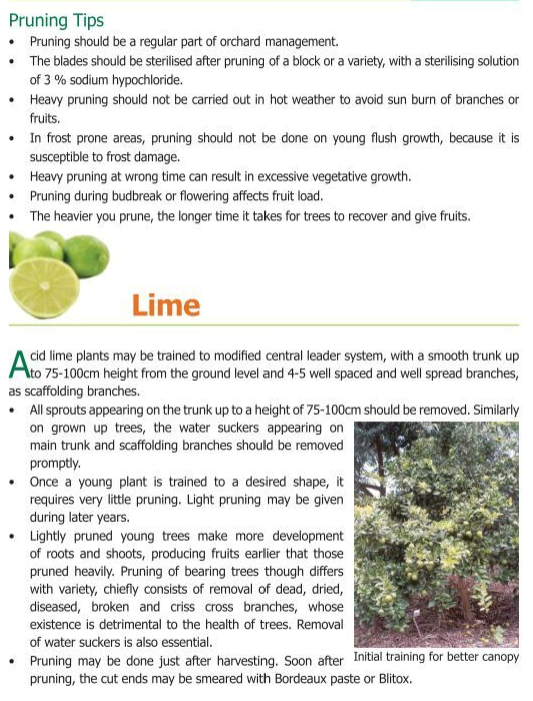 Pruning Tips
• Pruning should be a regular part of orchard management.
• The blades should be sterilised after pruning of a block or a variety, with a sterilising solution
of 3 % sodium hypochloride.
• Heavy pruning should not be carried out in hot weather to avoid sun burn of branches or
fruits.
• In frost prone areas, pruning should not be done on young flush growth, because it is
susceptible to frost damage.
• Heavy pruning at wrong time can result in excessive vegetative growth.
• Pruning during budbreak or flowering affects fruit load.
• The heavier you prune, the longer time it takes for trees to recover and give fruits.
Lime
Acid lime plants may be trained to modified central leader system, with a smooth trunk up
to 75-100cm height from the ground level and 4-5 well spaced and well spread branches,
as scaffolding branches.
• All sprouts appearing on the trunk up to a height of 75-100cm should be removed. Similarly
on grown up trees, the water suckers appearing on
main trunk and scaffolding branches should be removed
promptly.
• Once a young plant is trained to a desired shape, it
requires very little pruning. Light pruning may be given
during later years.
• Lightly pruned young trees make more development
of roots and shoots, producing fruits earlier that those
pruned heavily. Pruning of bearing trees though differs
with variety, chiefly consists of removal of dead, dried,
diseased, broken and criss cross branches, whose
existence is detrimental to the health of trees. Removal
of water suckers is also essential.
• Pruning may be done just after harvesting. Soon after
pruning, the cut ends may be smeared with Bordeaux paste or Blitox.
Initial training for better canopy